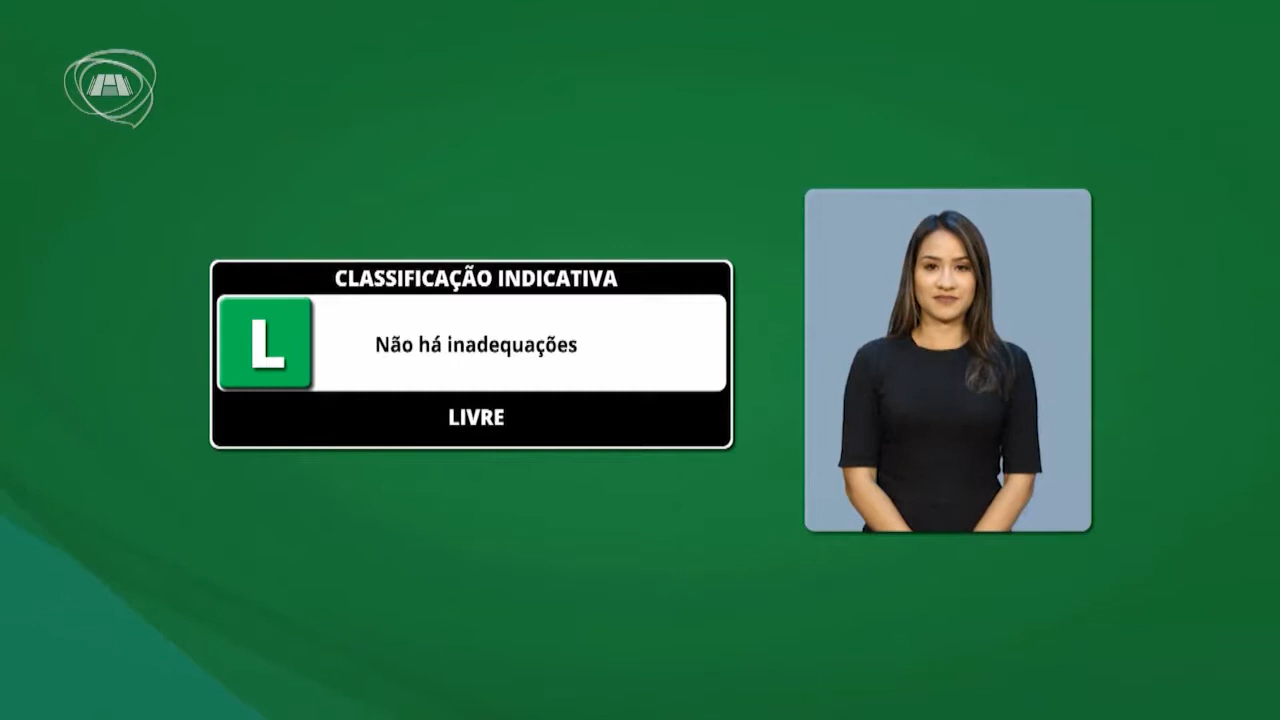 CLASSIFICAÇÃO INDICATIVA
L
Não há inadequações
LIVRE